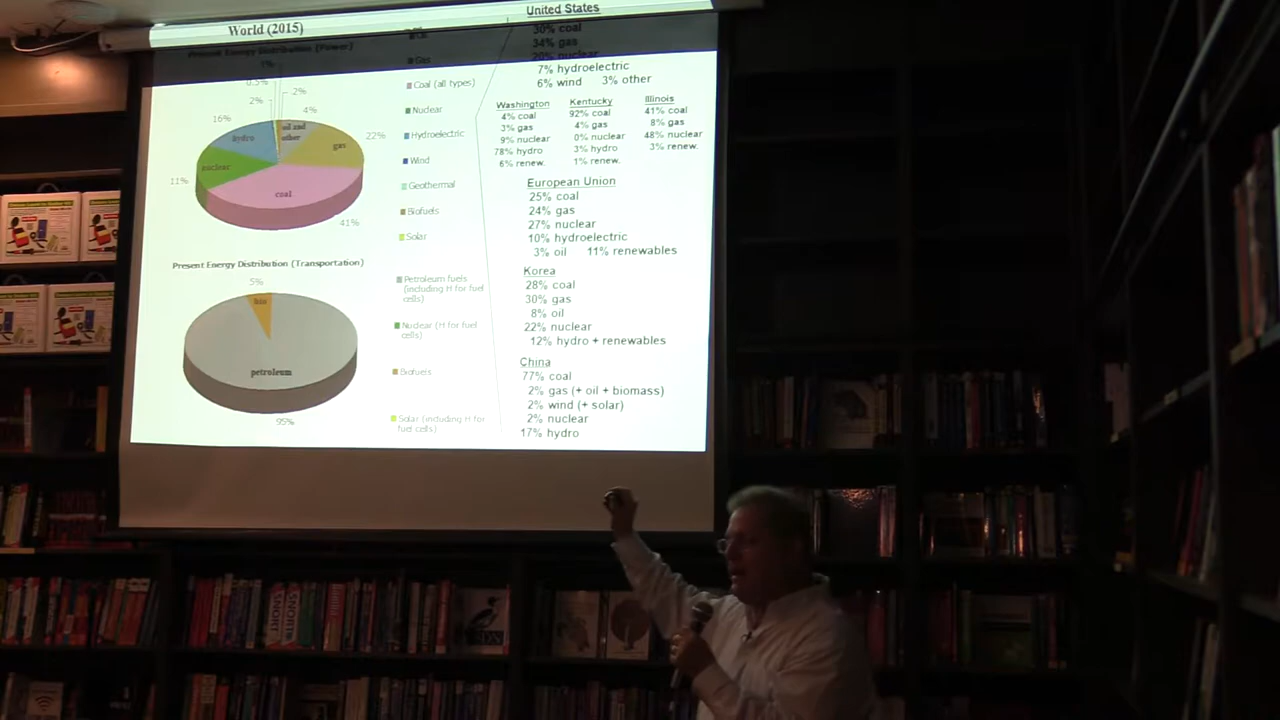 World (2015)
Present Energy Distribution (Power)
1%
0.5%
2%
2%
4%
16%
22%
11%
41%
hydro
oil and
other
gas
nuclear
coal
Oil
Gas
Coal (all types)
Nuclear
Hydroelectric
Wind
Geothermal
Biofuels
Solar
Present Energy Distribution (Transportation)
5%
bio
petroleum
95%
Petroleum fuels
(including H for fuel
cells)
Nuclear (H for fuel
cells)
Biofuels
Solar (including H for
fuel cells)
United States
30% coal
34% gas
20% nuclear
7% hydroelectric
6% wind 3% other
Washington
4% coal
3% gas
9% nuclear
78% hydro
6% renew.
Kentucky
92% coal
4% gas
0% nuclear
3% hydro
1% renew.
Illinois
41% coal
8% gas
48% nuclear
3% renew.
European Union
25% coal
24% gas
27% nuclear
10% hydroelectric
3% oil 11% renewables
Korea
28% coal
30% gas
8% oil
22% nuclear
12% hydro + renewables
China
77% coal
2% gas (+ oil + biomass)
2% wind (+ solar)
2% nuclear
17% hydro
SNORT